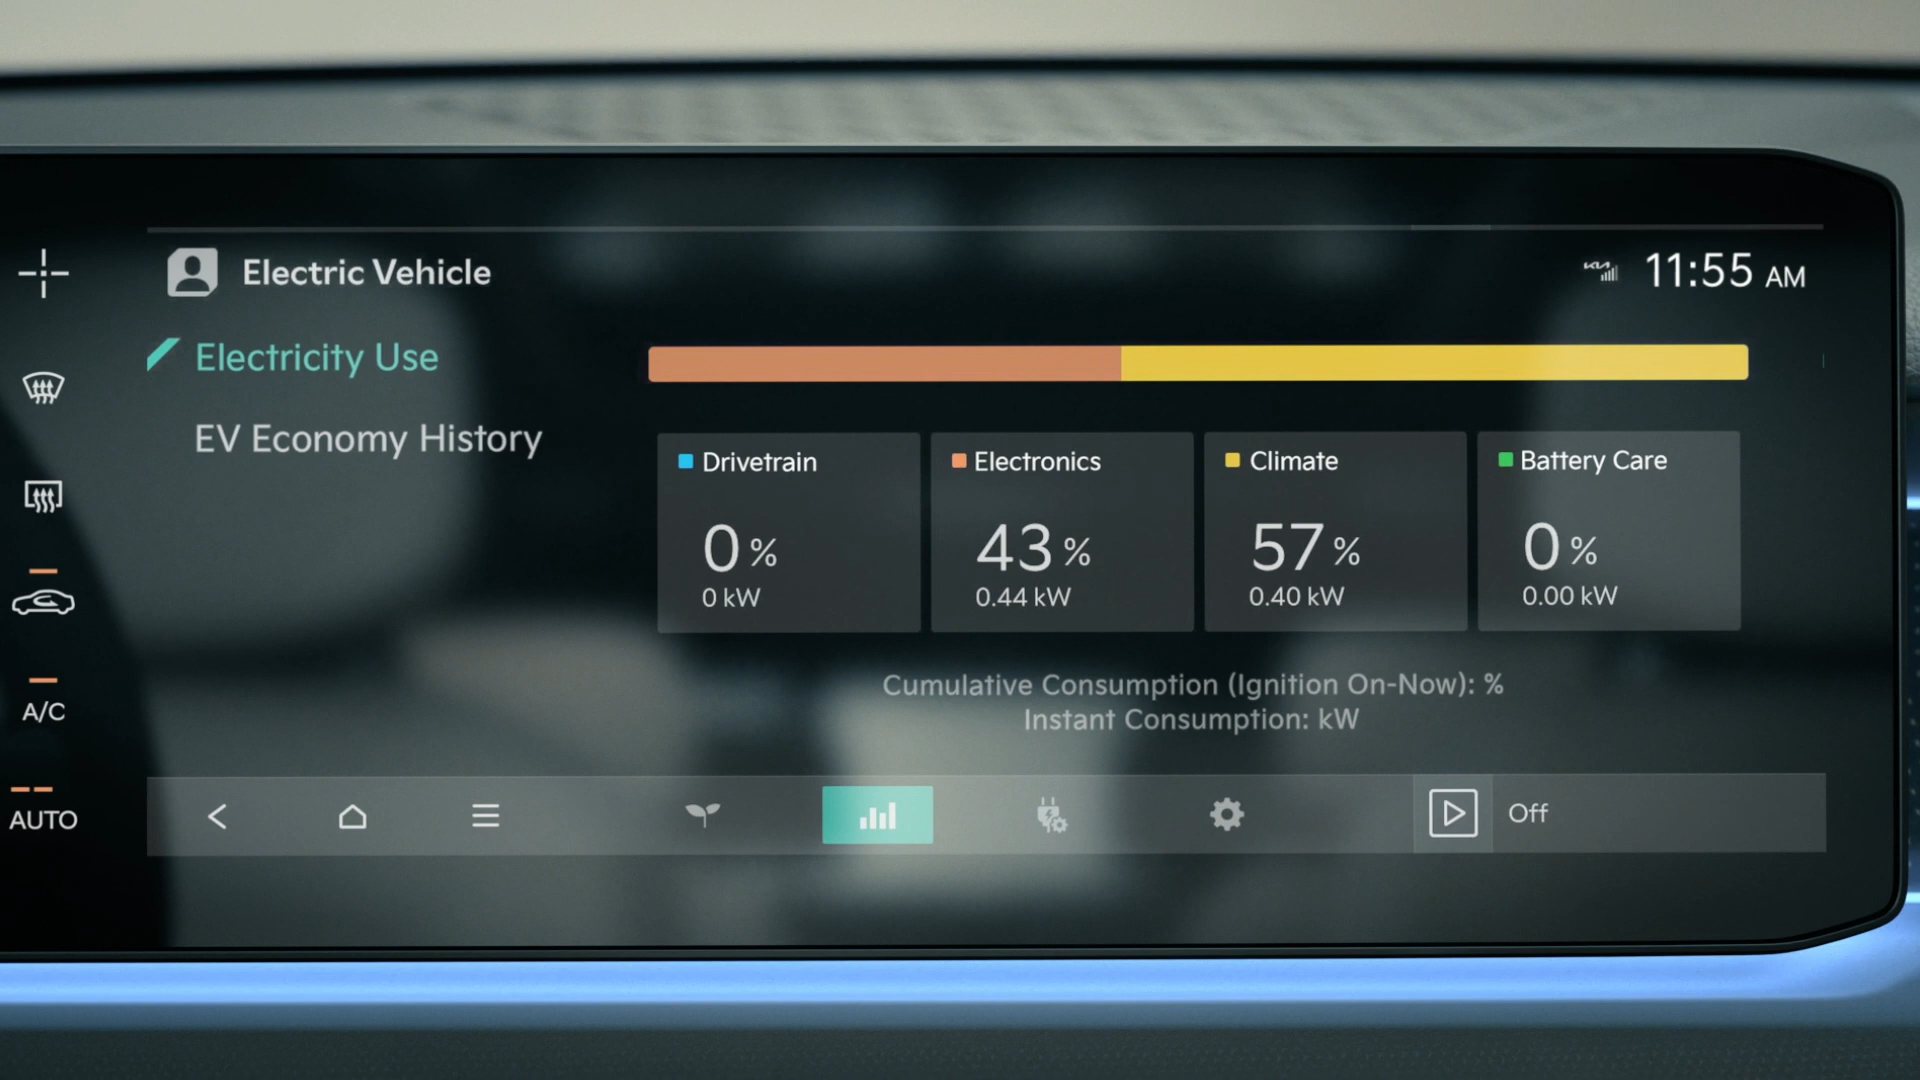 Electric Vehicle
KIA
11:55 AM
Electricity Use
EV Economy History
Drivetrain
0 %
0 kW
Electronics
43 %
0.44 kW
Climate
57 %
0.40 kW
Battery Care
0 %
0.00 kW
Cumulative Consumption (Ignition On-Now): %
Instant Consumption: kW
A/C
AUTO
Off